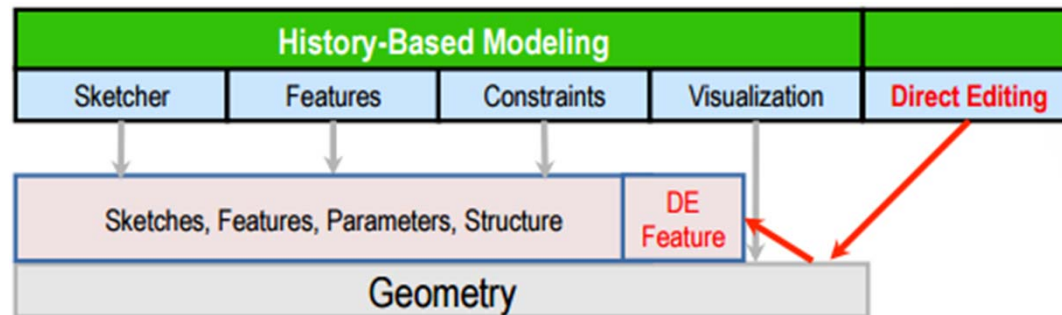 History-Based Modeling
Sketcher
Features
Constraints
Visualization
Direct Editing
Sketches, Features, Parameters, Structure
DE
Feature
Geometry